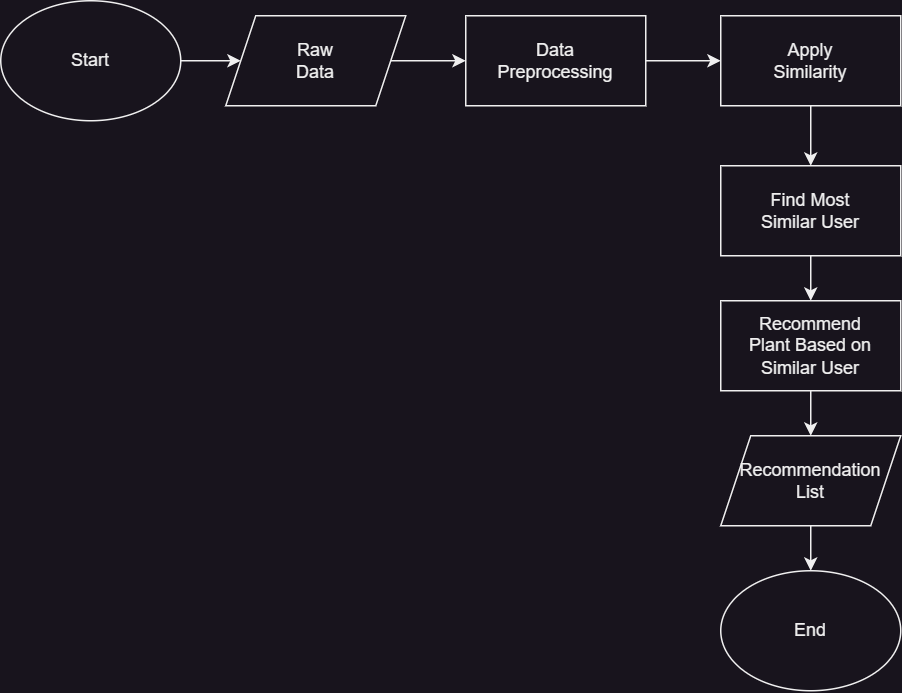 Start
Raw
Data
Data
Preprocessing
Apply
Similarity
Find Most
Similar User
Recommend
Plant Based on
Similar User
Recommendation
List
End